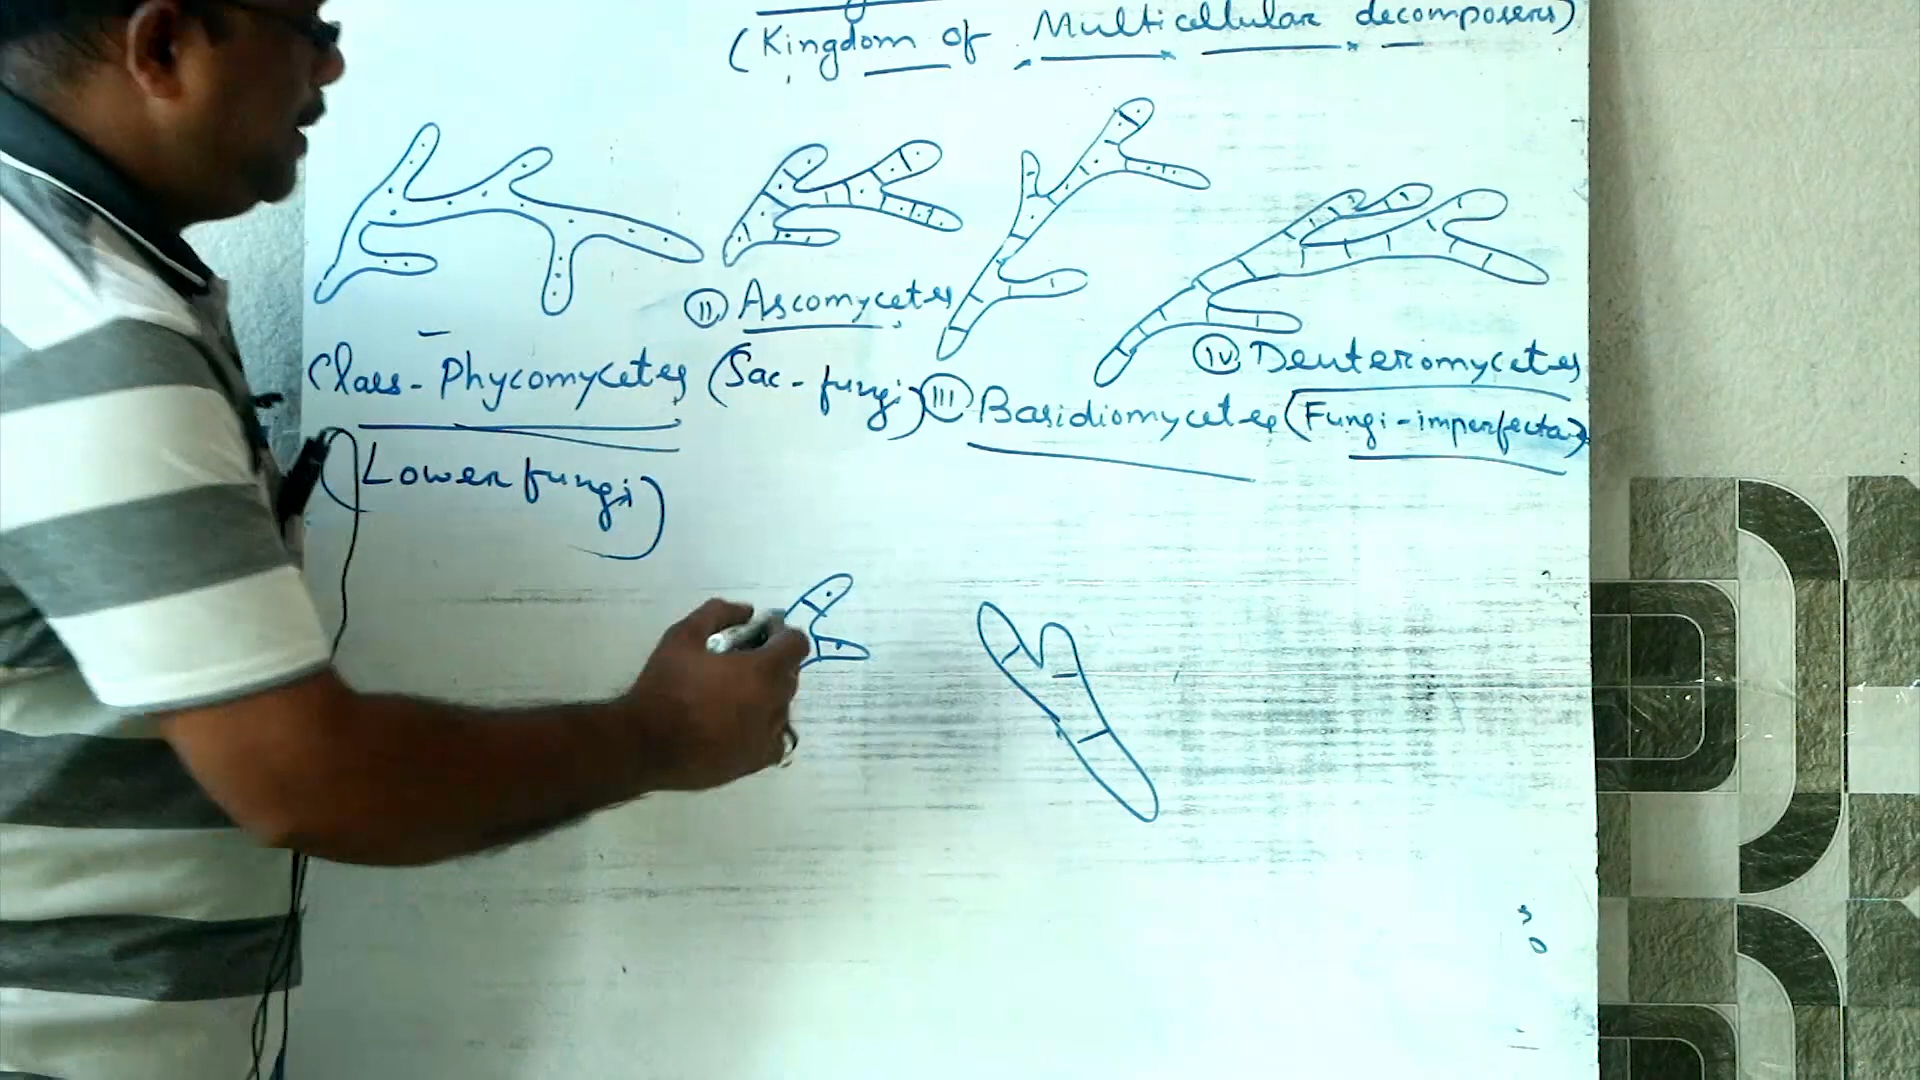 (Kingdom of Multicellular decomposers)
Class - Phycomycetes
(Lower fungi)
(II) Ascomycetes
(Sac - fungi)
(III) Basidiomycetes
(IV) Deuteromycetes
(Fungi - imperfecta)